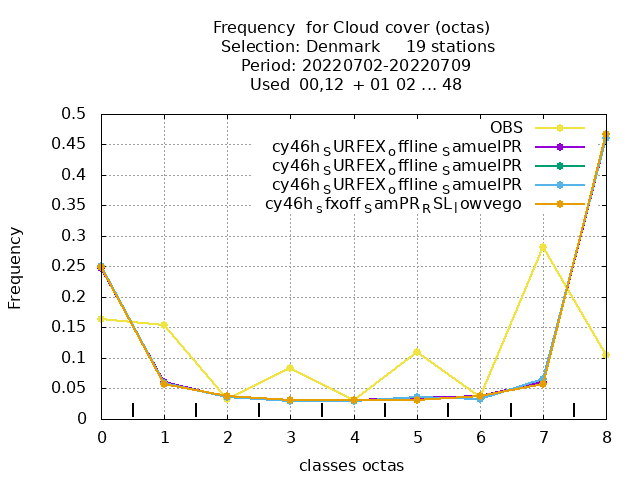 Frequency for Cloud cover (octas)
Selection: Denmark 19 stations
Period: 20220702-20220709
Used 00,12 + 01 02 ... 48
OBS
cy46h_SURFEX_offline_SamuelPR
cy46h_SURFEX_offline_SamuelPR
cy46h_SURFEX_offline_SamuelPR
cy46h_sfxoff_SamPR_RSL_lowvego
0.5
0.45
0.4
0.35
0.3
0.25
0.2
0.15
0.1
0.05
0
Frequency
0 1 2 3 4 5 6 7 8
classes octas